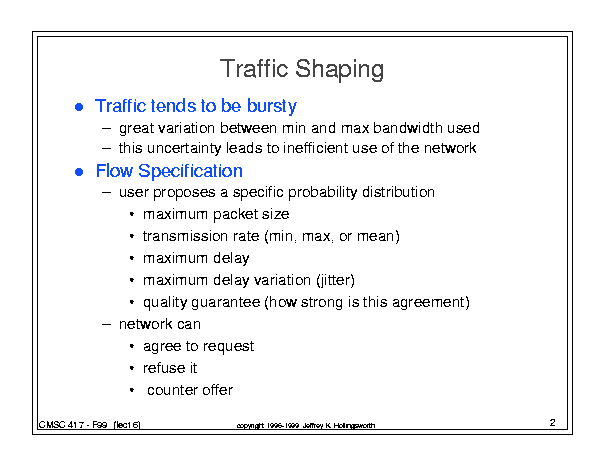 Traffic Shaping
● Traffic tends to be bursty
– great variation between min and max bandwidth used
– this uncertainty leads to inefficient use of the network
● Flow Specification
– user proposes a specific probability distribution
• maximum packet size
• transmission rate (min, max, or mean)
• maximum delay
• maximum delay variation (jitter)
• quality guarantee (how strong is this agreement)
– network can
• agree to request
• refuse it
• counter offer
CMSC 417 - F99 (lect16)
copyright 1996-1999 Jeffrey K. Hollingsworth
2